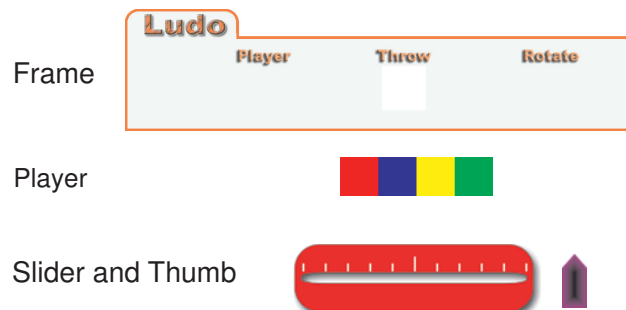 Ludo
Player Throw Rotate
Frame
Player
Slider and Thumb